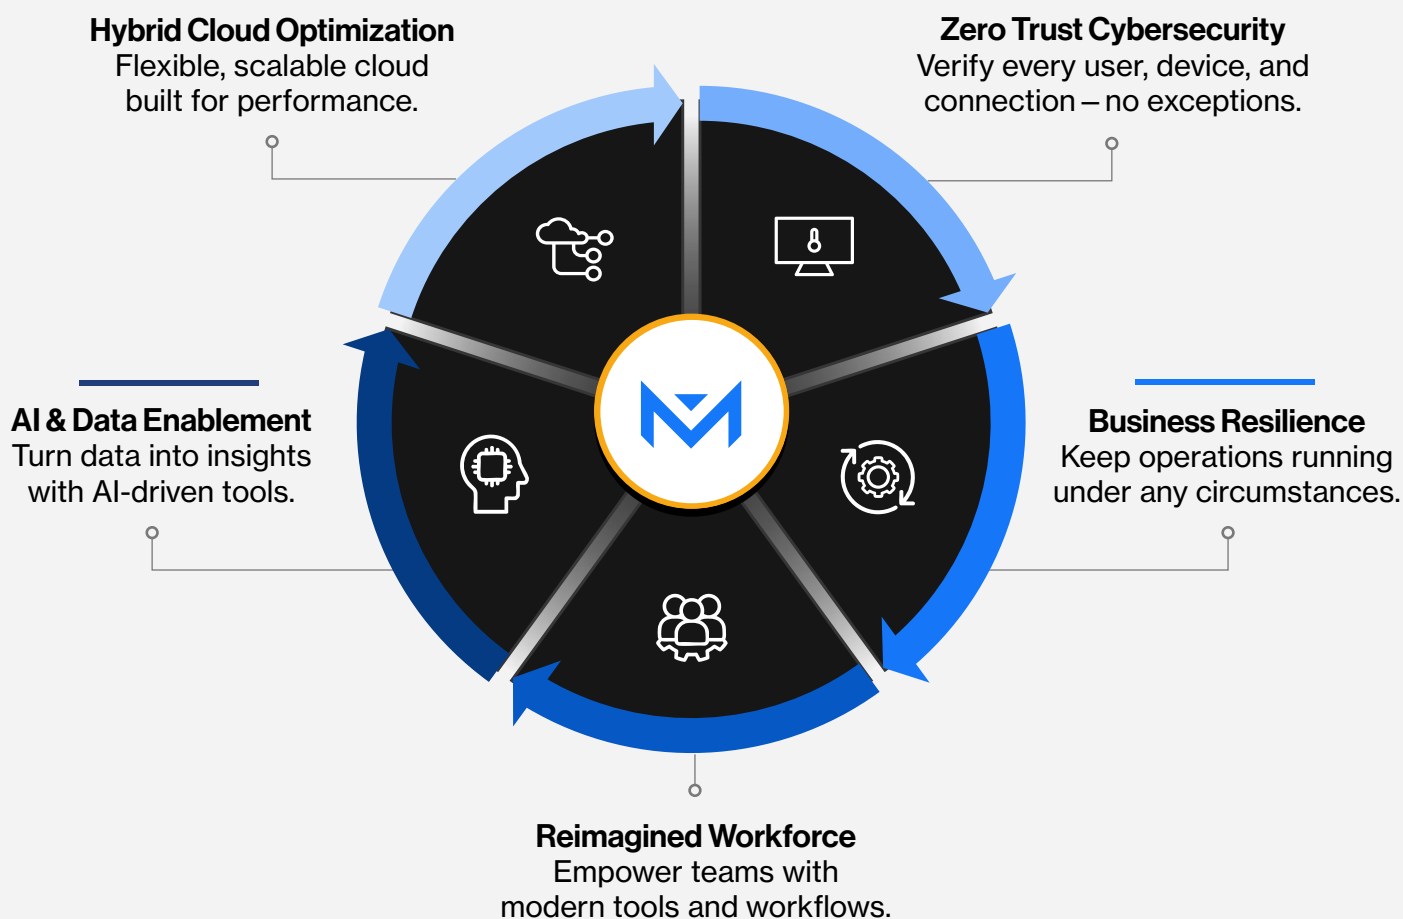 Hybrid Cloud Optimization
Flexible, scalable cloud
built for performance.
Zero Trust Cybersecurity
Verify every user, device, and
connection – no exceptions.
AI & Data Enablement
Turn data into insights
with AI-driven tools.
Business Resilience
Keep operations running
under any circumstances.
Reimagined Workforce
Empower teams with
modern tools and workflows.